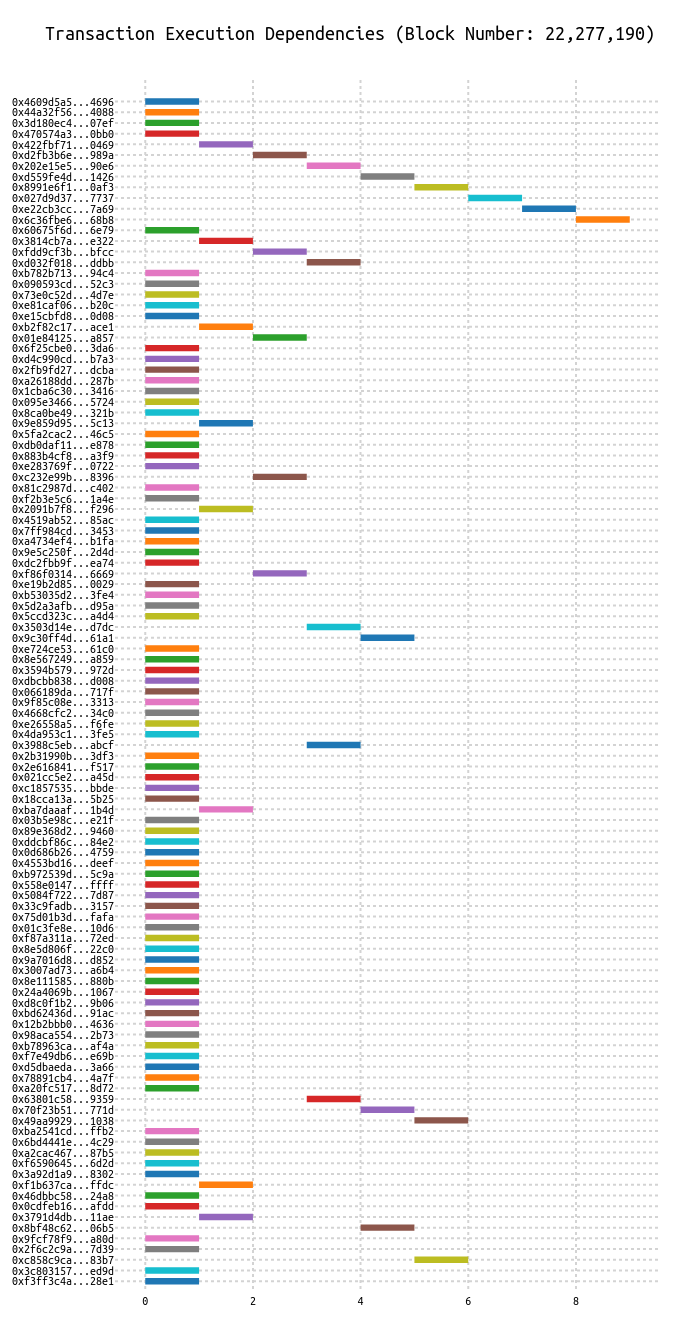 Transaction Execution Dependencies (Block Number: 22,277,190)
0x4609d5a5...4696
0x44a32f56...4088
0x3d180ec4...07ef
0x470574a3...0bb0
0x422fbf71...0469
0xd2fb3b6e...989a
0x202e15e5...90e6
0xd559fe4d...1426
0x8991e6f1...0af3
0x027d9d37...7737
0xe22cb3cc...7a69
0x6c36fbe6...68b8
0x60675f6d...6e79
0x3814cb7a...e322
0xfdd9cf3b...bfcc
0xd032f018...ddbb
0xb782b713...94c4
0x090593cd...52c3
0x73e0c52d...4d7e
0xe81caf06...b20c
0xe15cbfd8...0d08
0xb2f82c17...ace1
0x01e84125...a857
0x6f25cbe0...3da6
0xd4c990cd...b7a3
0x2fb9fd27...dcba
0xa26188dd...287b
0x1cba6c30...3416
0x095e3466...5724
0x8ca0be49...321b
0x9e859d95...5c13
0x5fa2cac2...46c5
0xdb0daf11...e878
0x883b4cf8...a3f9
0xe283769f...0722
0xc232e99b...8396
0x81c2987d...c402
0xf2b3e5c6...1a4e
0x2091b7f8...f296
0x4519ab52...85ac
0x7ff984cd...3453
0xa4734ef4...b1fa
0x9e5c250f...2d4d
0xdc2fbb9f...ea74
0xf86f0314...6669
0xe19b2d85...0029
0xb53035d2...3fe4
0x5d2a3afb...d95a
0x5ccd323c...a4d4
0x3503d14e...d7dc
0x9c30ff4d...61a1
0xe724ce53...61c0
0x8e567249...a859
0x3594b579...972d
0xdbcbb838...d008
0x066189da...717f
0x9f85c08e...3313
0x4668cfc2...34c0
0xe26558a5...f6fe
0x4da953c1...3fe5
0x3988c5eb...abcf
0x2b31990b...3df3
0x2e616841...f517
0x021cc5e2...a45d
0xc1857535...bbde
0x18cca13a...5b25
0xba7daaaf...1b4d
0x03b5e98c...e21f
0x89e368d2...9460
0xddcbf86c...84e2
0x0d686b26...4759
0x4553bd16...deef
0xb972539d...5c9a
0x558e0147...ffff
0x5084f722...7d87
0x33c9fadb...3157
0x75d01b3d...fafa
0x01c3fe8e...10d6
0xf87a311a...72ed
0x8e5d806f...22c0
0x9a7016d8...d852
0x3007ad73...a6b4
0x8e111585...880b
0x24a4069b...1067
0xd8c0f1b2...9b06
0xbd62436d...91ac
0x12b2bbb0...4636
0x98aca554...2b73
0xb78963ca...af4a
0xf7e49db6...e69b
0xd5dbaeda...3a66
0x78891cb4...4a7f
0xa20fc517...8d72
0x63801c58...9359
0x70f23b51...771d
0x49aa9929...1038
0xba2541cd...ffb2
0x6bd4441e...4c29
0xa2cac467...87b5
0xf6590645...6d2d
0x3a92d1a9...8302
0xf1b637ca...ffdc
0x46dbbc58...24a8
0x0cdfeb16...afdd
0x3791d4db...11ae
0x8bf48c62...06b5
0x9fcf78f9...a80d
0x2f6c2c9a...7d39
0xc858c9ca...83b7
0x3c803157...ed9d
0xf3ff3c4a...28e1
0 2 4 6 8